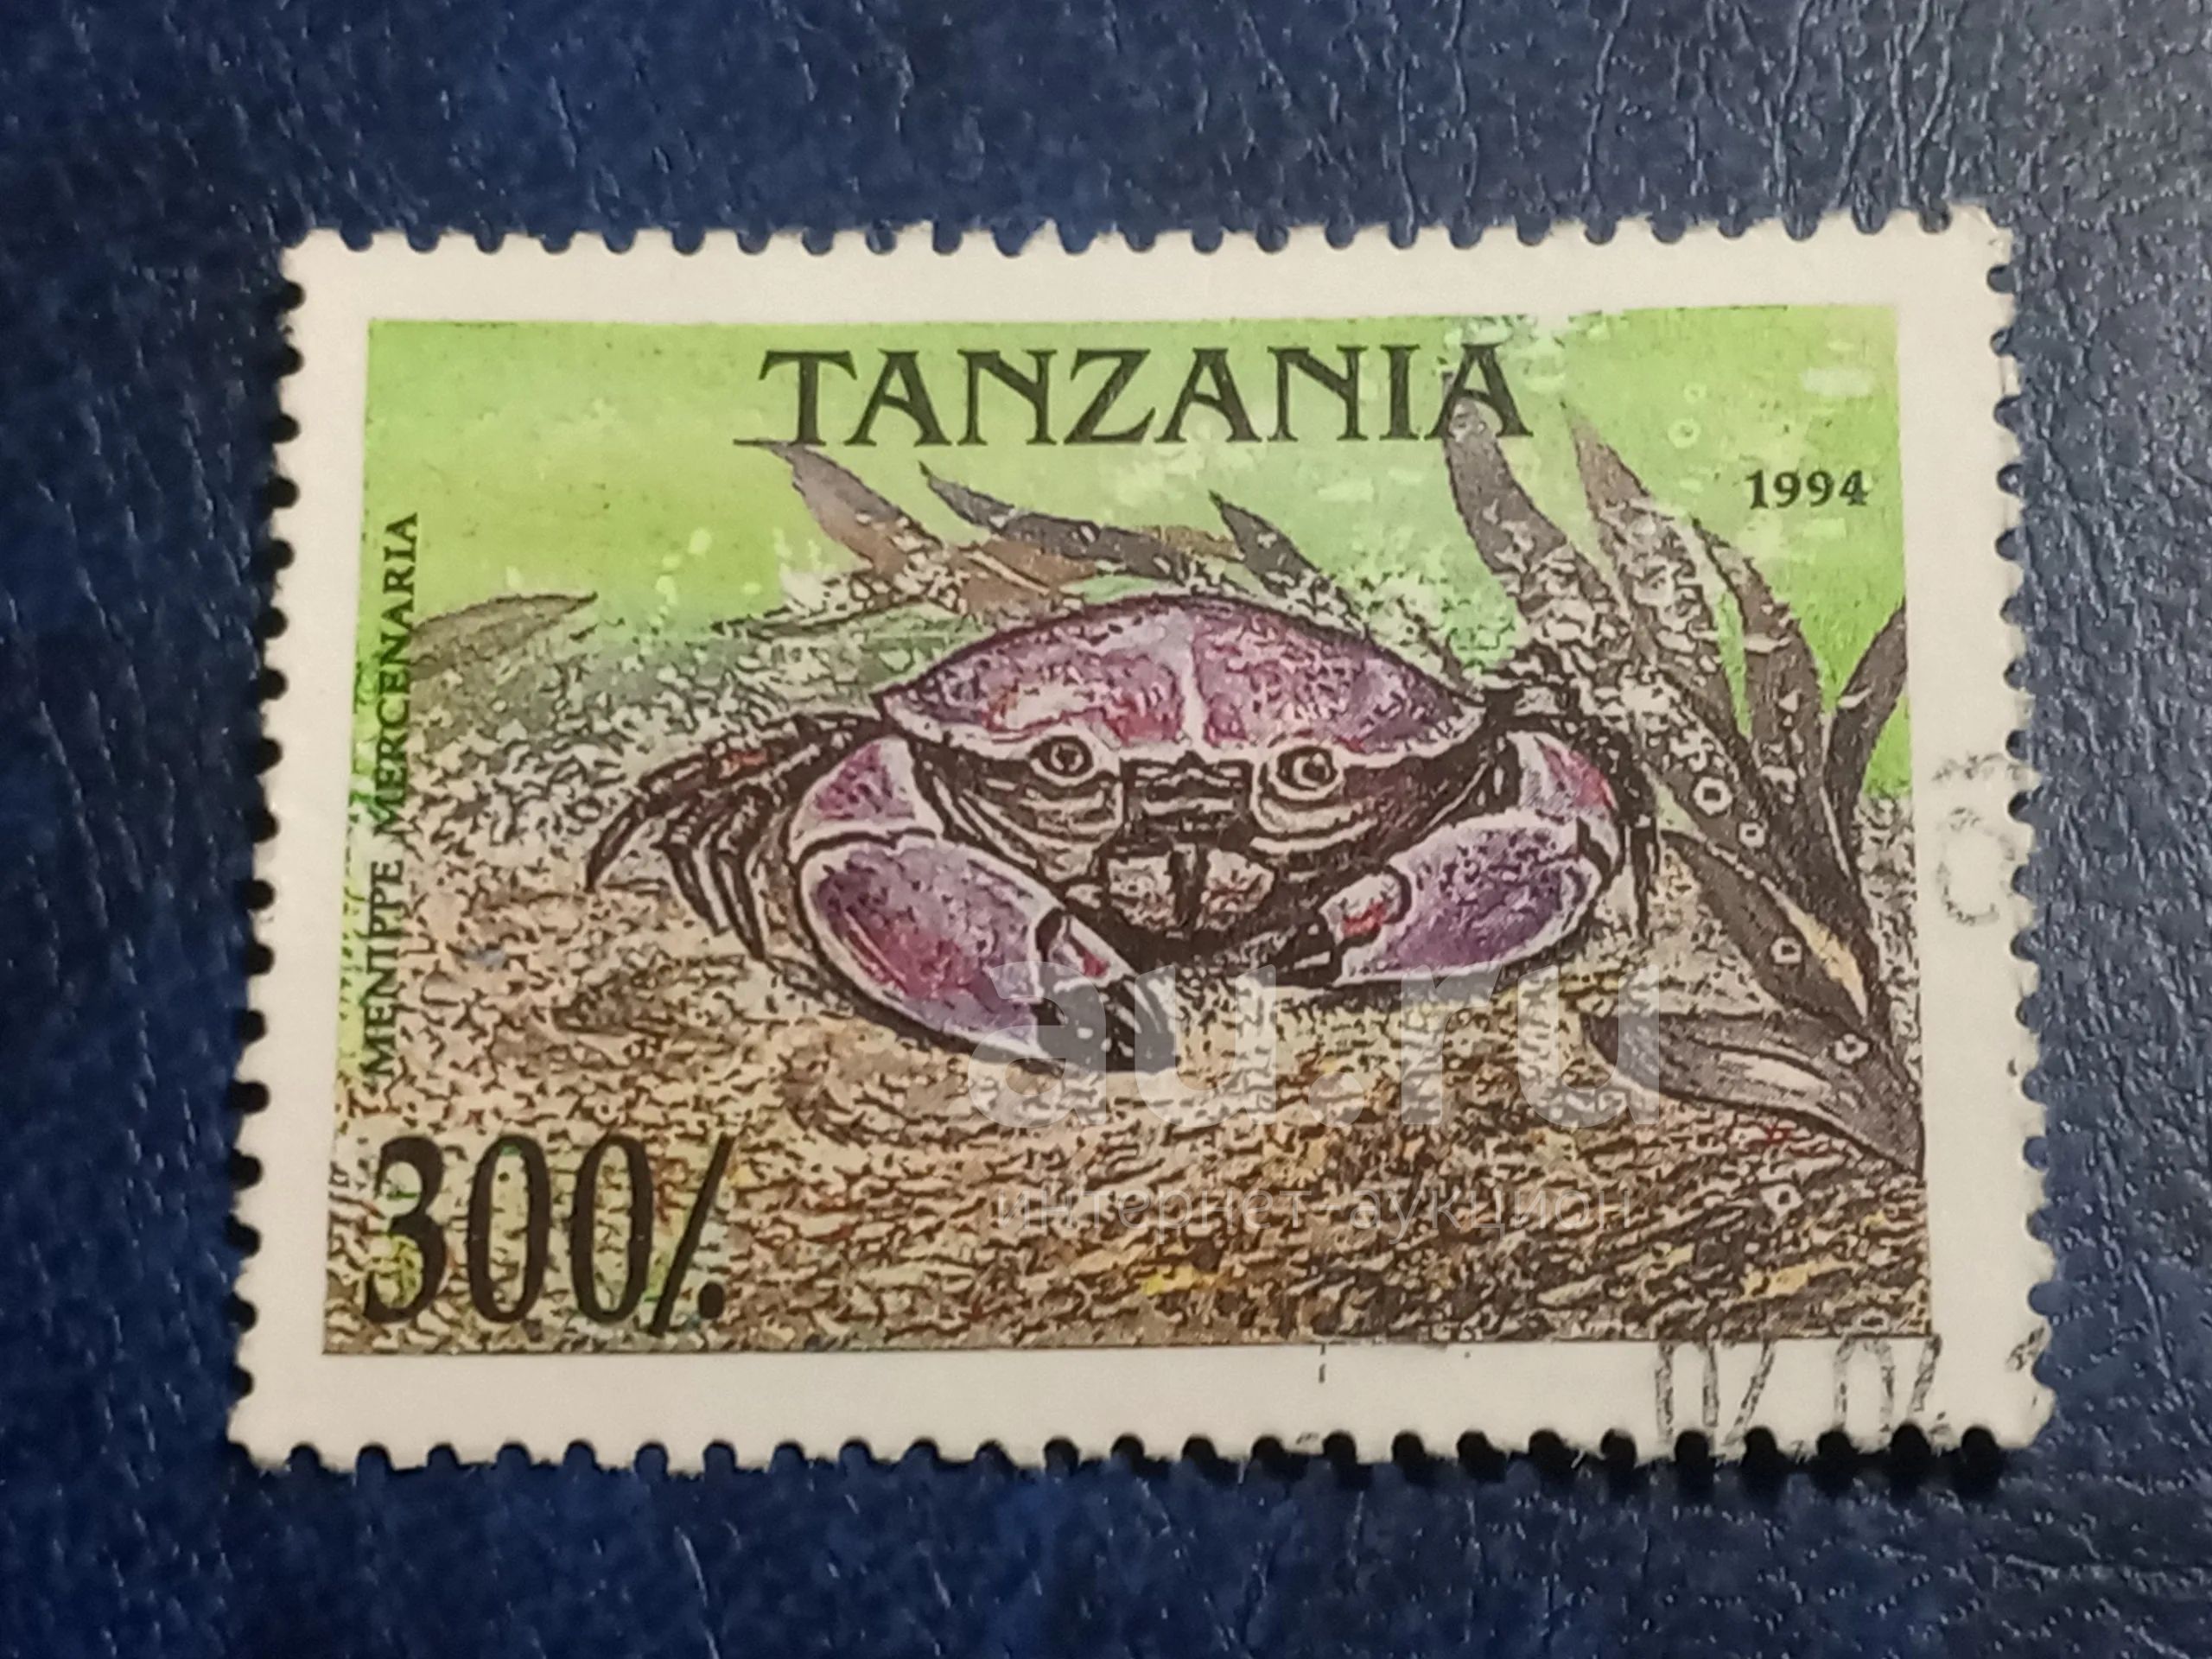 TANZANIA
1994
'MENIPPE MERCENARIA
300/.
au.ru
интернет-аукцион